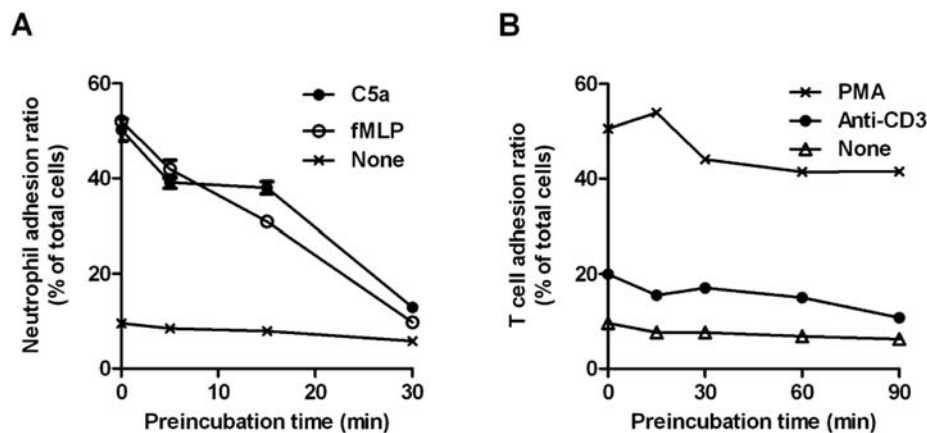 A
Neutrophil adhesion ratio
(% of total cells)
60
40
20
0
C5a
fMLP
None
0
10
20
30
Preincubation time (min)
B
T cell adhesion ratio
(% of total cells)
60
40
20
0
PMA
Anti-CD3
None
0
30
60
90
Preincubation time (min)